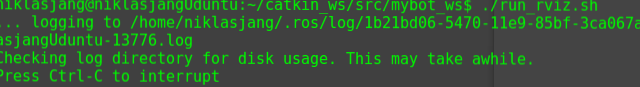 niklasjang@niklasjangUduntu:~/catkin_ws/src/mybot_ws$ ./run_rviz.sh
... logging to /home/niklasjang/.ros/log/1b21bd06-5470-11e9-85bf-3ca067a
asjangUduntu-13776.log
Checking log directory for disk usage. This may take awhile.
Press Ctrl-C to interrupt